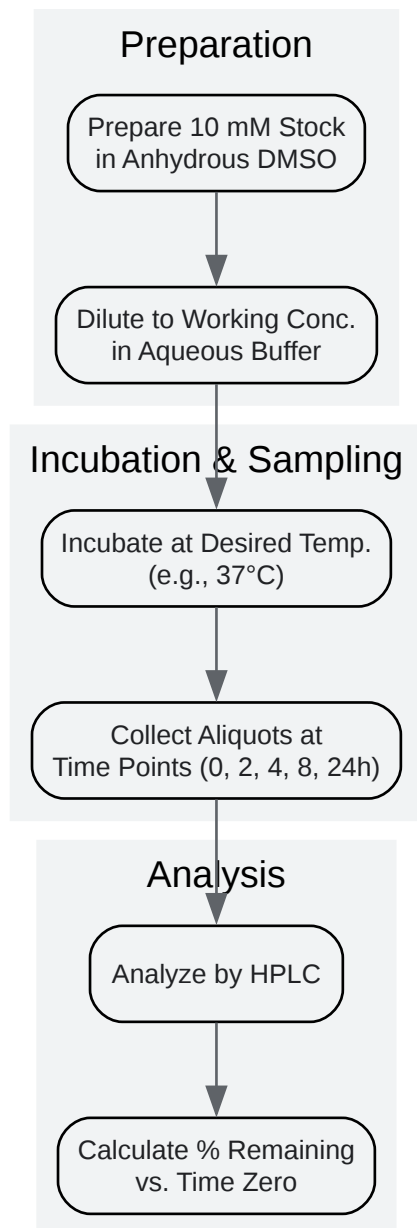 Preparation
Prepare 10 mM Stock
in Anhydrous DMSO
Dilute to Working Conc.
in Aqueous Buffer
Incubation & Sampling
Incubate at Desired Temp.
(e.g., 37°C)
Collect Aliquots at
Time Points (0, 2, 4, 8, 24h)
Analysis
Analyze by HPLC
Calculate % Remaining
vs. Time Zero